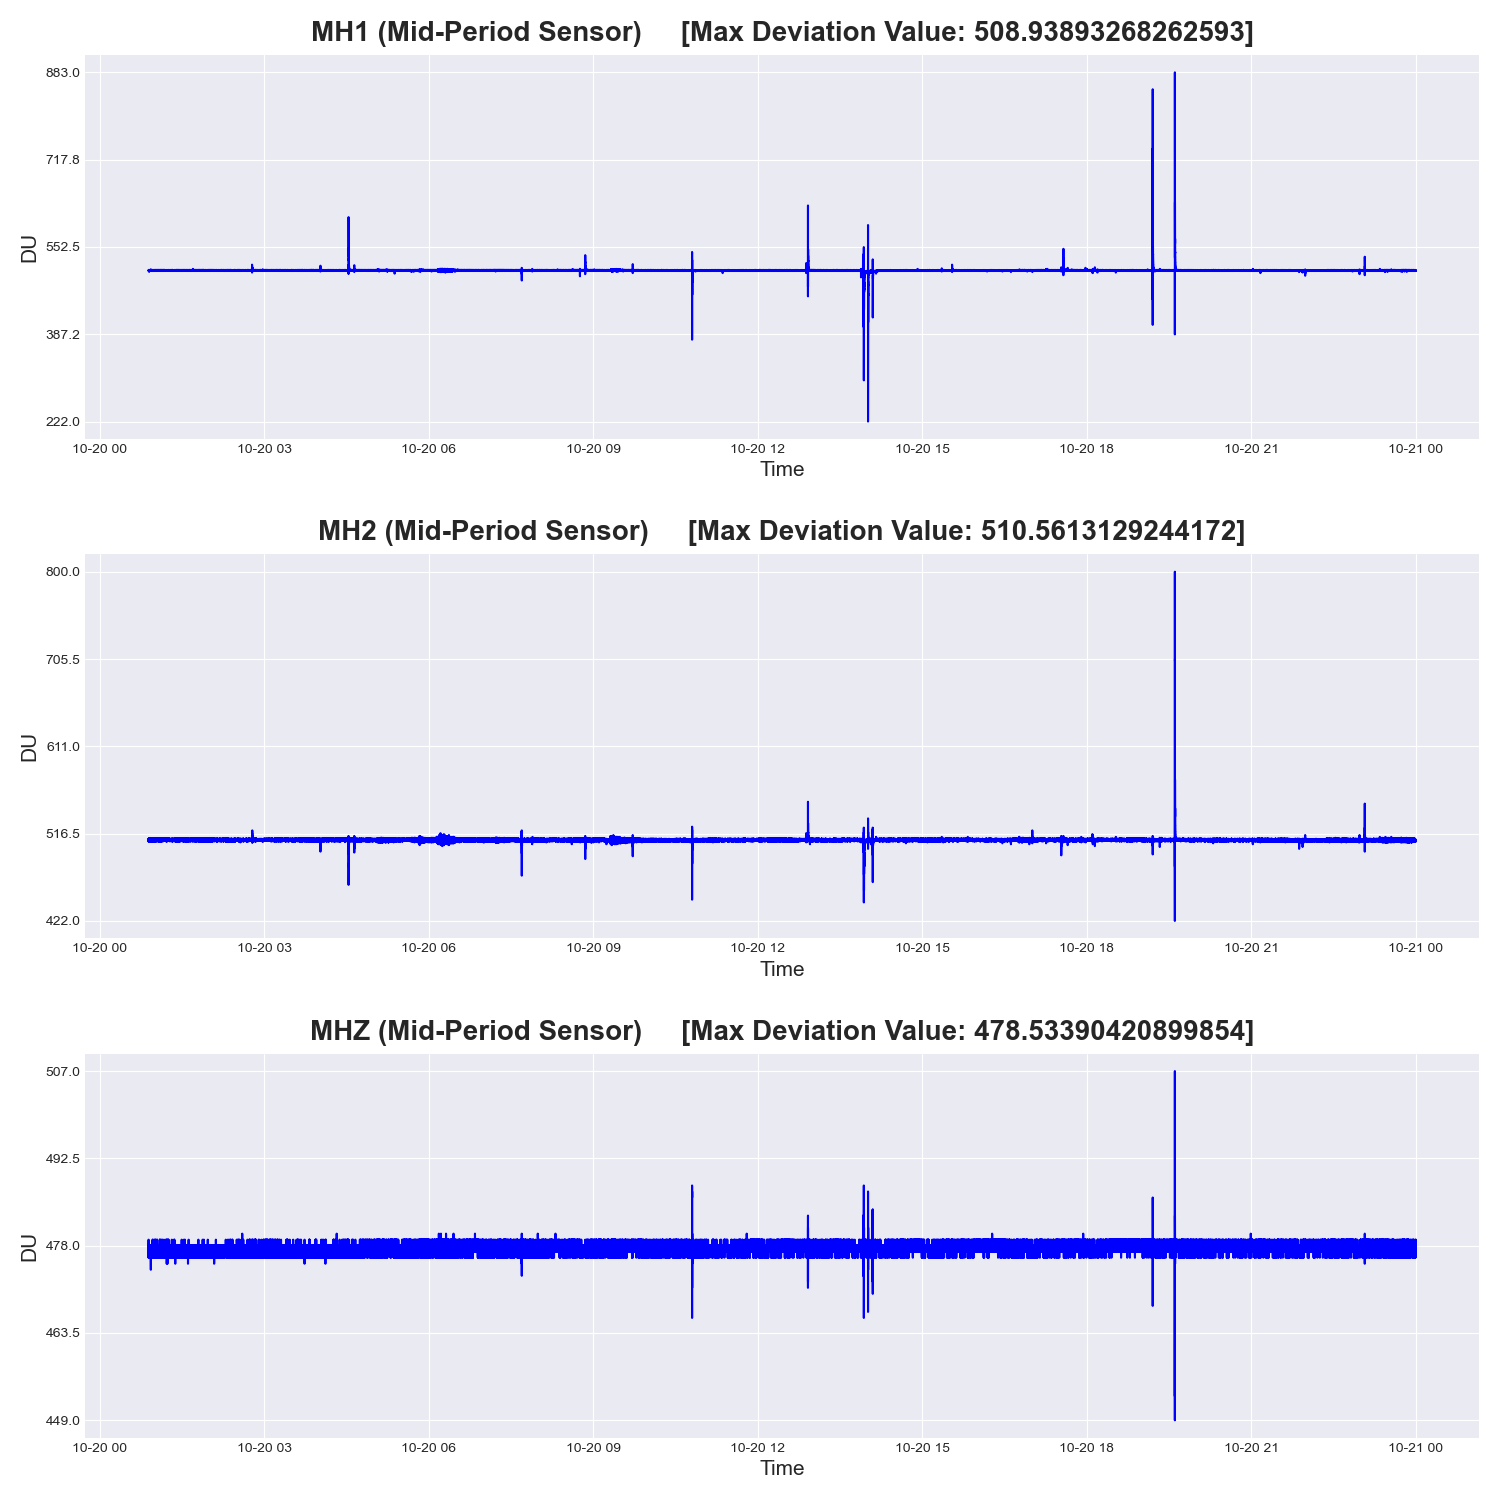 MH1 (Mid-Period Sensor) [Max Deviation Value: 508.93893268262593]
883.0
717.8
552.5
387.2
222.0
DU
10-20 00 10-20 03 10-20 06 10-20 09 10-20 12 10-20 15 10-20 18 10-20 21 10-21 00
Time
MH2 (Mid-Period Sensor) [Max Deviation Value: 510.5613129244172]
800.0
705.5
611.0
516.5
422.0
DU
10-20 00 10-20 03 10-20 06 10-20 09 10-20 12 10-20 15 10-20 18 10-20 21 10-21 00
Time
MHZ (Mid-Period Sensor) [Max Deviation Value: 478.53390420899854]
507.0
492.5
478.0
463.5
449.0
DU
10-20 00 10-20 03 10-20 06 10-20 09 10-20 12 10-20 15 10-20 18 10-20 21 10-21 00
Time